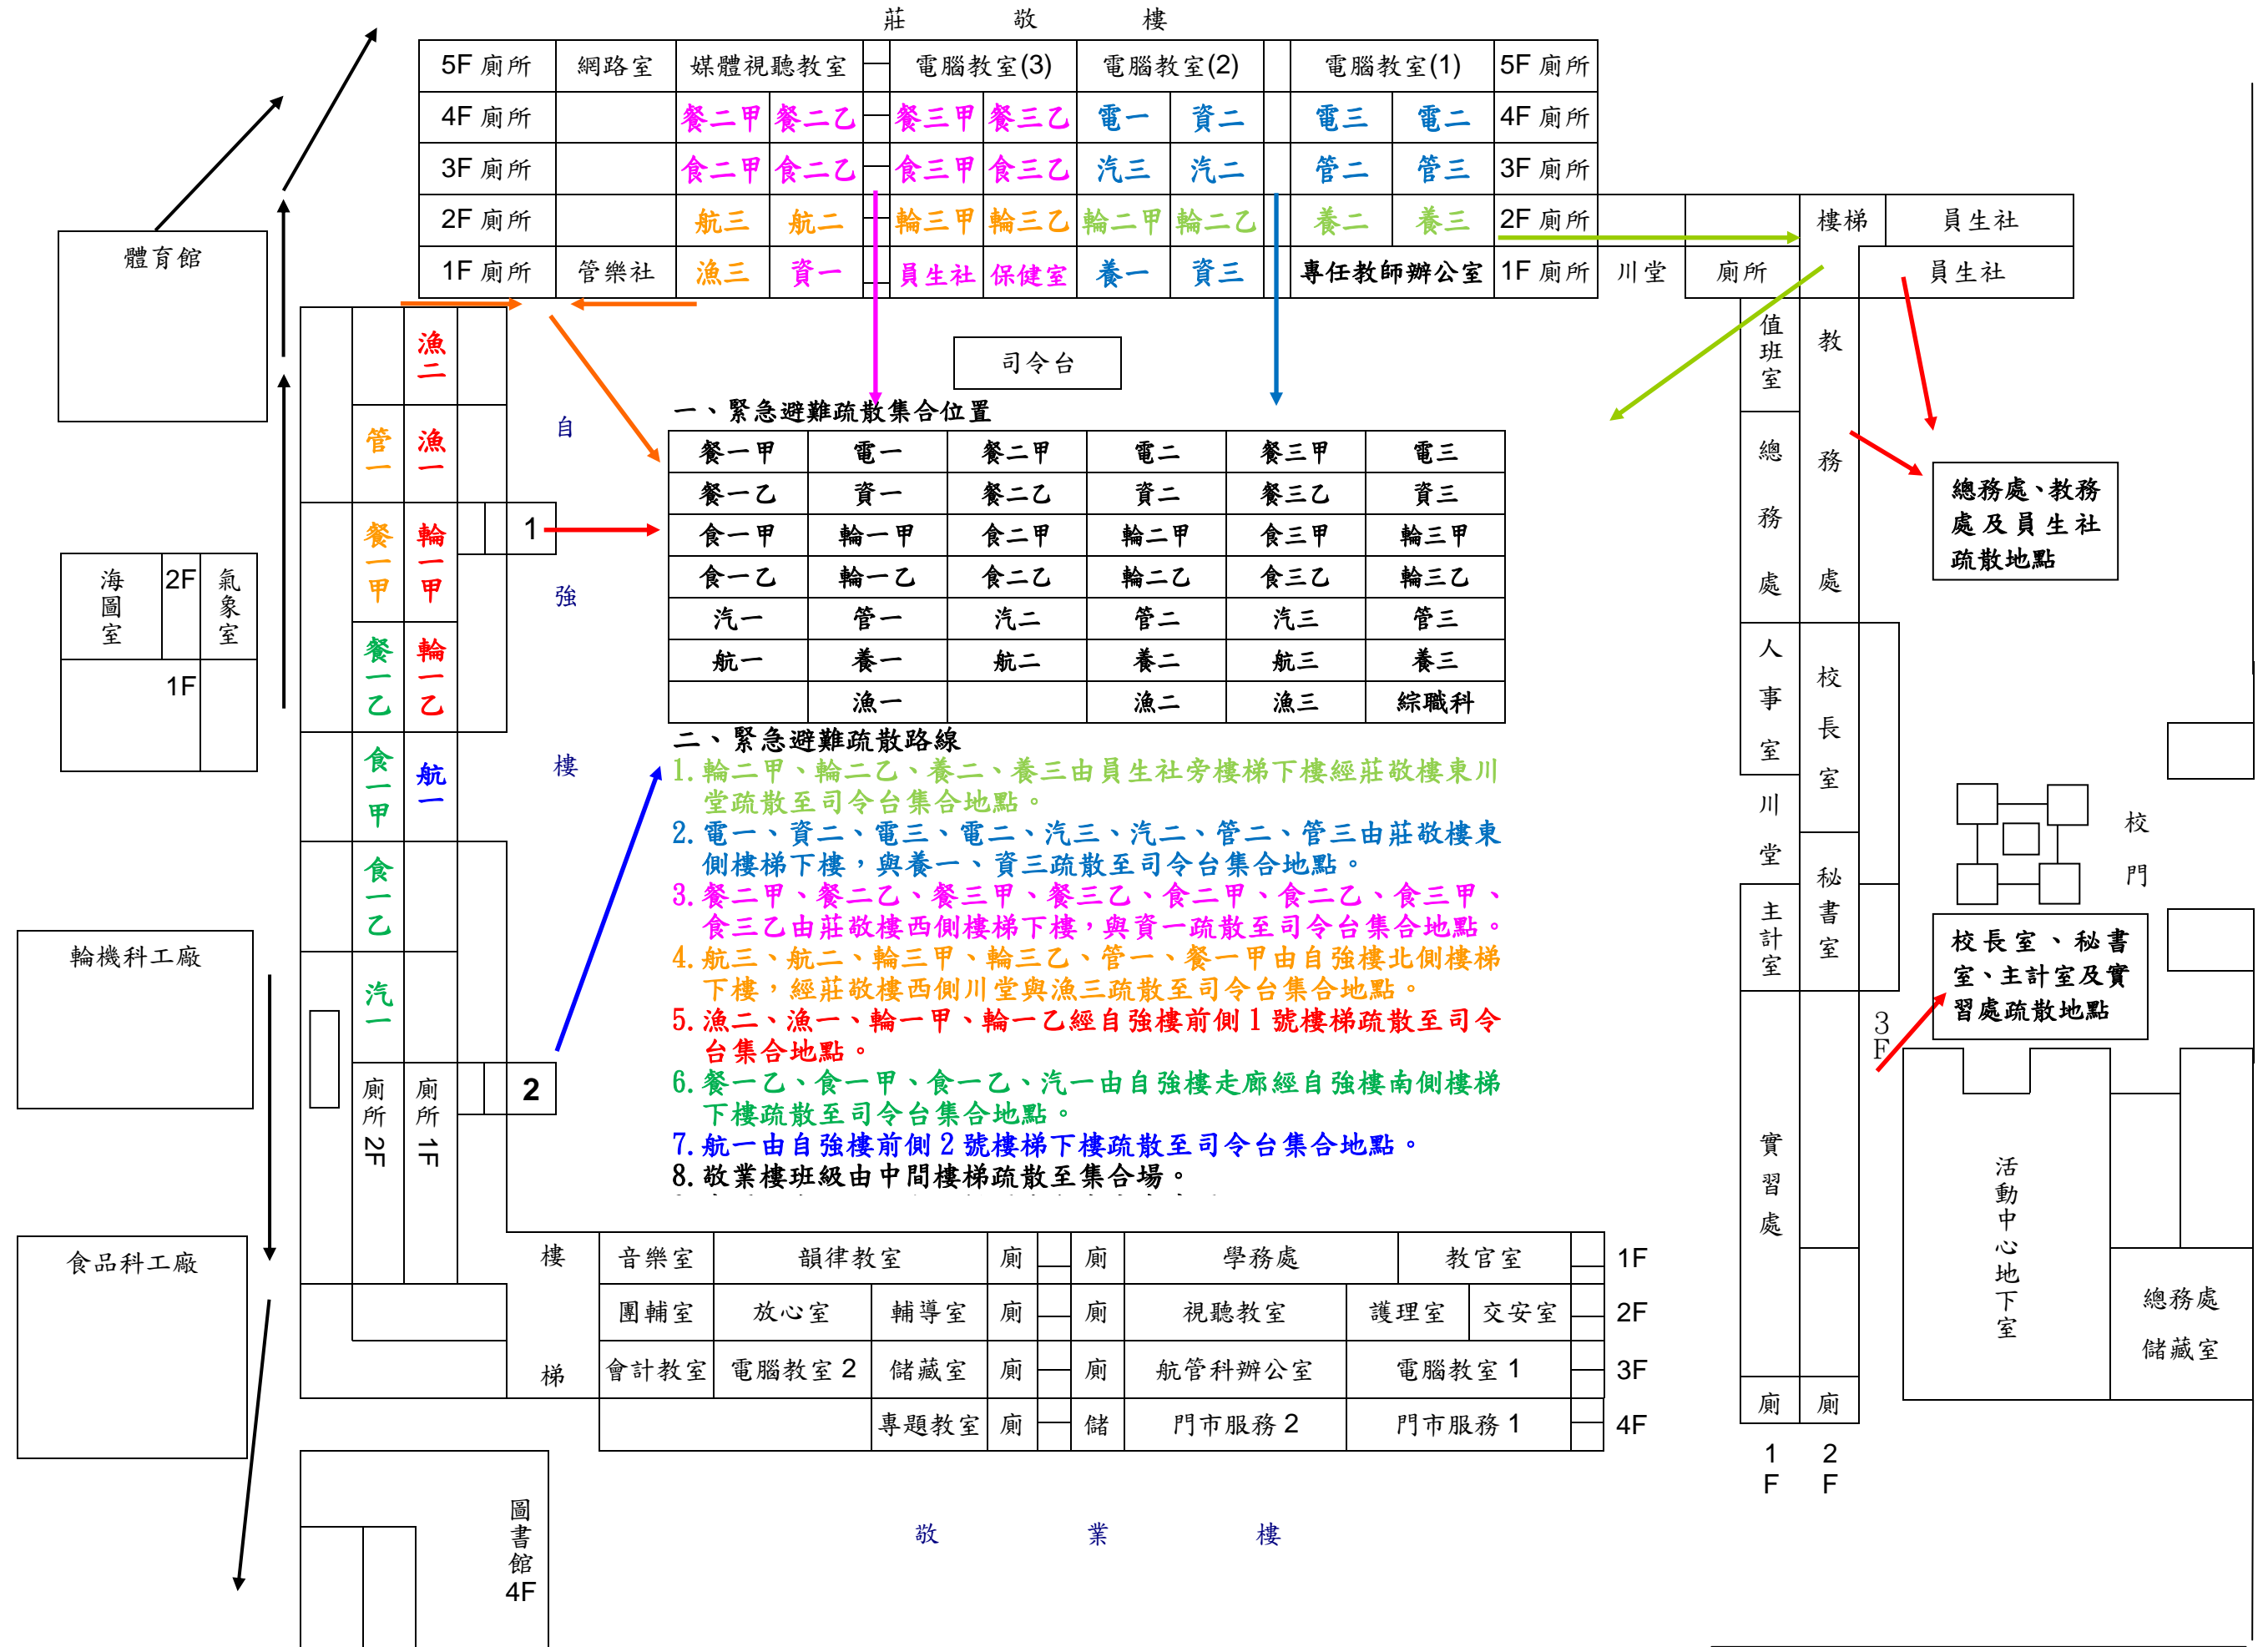 莊 敬 樓
5F 廁所 網路室 媒體視聽教室 電腦教室(3) 電腦教室(2) 電腦教室(1) 5F 廁所
4F 廁所 餐二甲 餐二乙 餐三甲 餐三乙 電一 資二 電三 電二 4F 廁所
3F 廁所 食二甲 食二乙 食三甲 食三乙 汽三 汽二 管二 管三 3F 廁所
2F 廁所 航三 航二 輪三甲 輪三乙 輪二甲 輪二乙 養二 養三 2F 廁所 樓梯 員生社
1F 廁所 管樂社 漁三 資一 員生社 保健室 養一 資三 專任教師辦公室 1F 廁所 川堂 廁所 員生社
體育館
海圖室 2F 氣象室
1F
輪機科工廠
食品科工廠
漁二
管一 漁一
餐一甲 輪一甲
1
餐一乙 輪一乙
食一甲 航一
食一乙
汽一
2
廁所 2F 廁所 1F
自強樓
司令台
一、緊急避難疏散集合位置
餐一甲 電一 餐二甲 電二 餐三甲 電三
餐一乙 資一 餐二乙 資二 餐三乙 資三
食一甲 輪一甲 食二甲 輪二甲 食三甲 輪三甲
食一乙 輪一乙 食二乙 輪二乙 食三乙 輪三乙
汽一 管一 汽二 管二 汽三 管三
航一 養一 航二 養二 航三 養三
漁一 漁二 漁三 綜職科
二、緊急避難疏散路線
1.輪二甲、輪二乙、養二、養三由員生社旁樓梯下樓經莊敬樓東川
堂疏散至司令台集合地點。
2.電一、資二、電三、電二、汽三、汽二、管二、管三由莊敬樓東
側樓梯下樓，與養一、資三疏散至司令台集合地點。
3.餐二甲、餐二乙、餐三甲、餐三乙、食二甲、食二乙、食三甲、
食三乙由莊敬樓西側樓梯下樓，與資一疏散至司令台集合地點。
4.航三、航二、輪三甲、輪三乙、管一、餐一甲由自強樓北側樓梯
下樓，經莊敬樓西側川堂與漁三疏散至司令台集合地點。
5.漁二、漁一、輪一甲、輪一乙經自強樓前側1號樓梯疏散至司令
台集合地點。
6.餐一乙、食一甲、食一乙、汽一由自強樓走廊經自強樓南側樓梯
下樓疏散至司令台集合地點。
7.航一由自強樓前側2號樓梯下樓疏散至司令台集合地點。
8.敬業樓班級由中間樓梯疏散至集合場。
值班室
教務處
總務處
人事室
校長室
川堂
秘書室
主計室
實習處
3F
廁 廁
1F 2F
總務處、教務
處及員生社
疏散地點
校門
校長室、秘書
室、主計室及實
習處疏散地點
活動中心地下室
總務處
儲藏室
樓梯
音樂室 韻律教室 廁 廁 學務處 教官室 1F
團輔室 放心室 輔導室 廁 廁 視聽教室 護理室 交安室 2F
會計教室 電腦教室2 儲藏室 廁 廁 航管科辦公室 電腦教室1 3F
專題教室 廁 儲 門市服務2 門市服務1 4F
圖書館4F
敬 業 樓